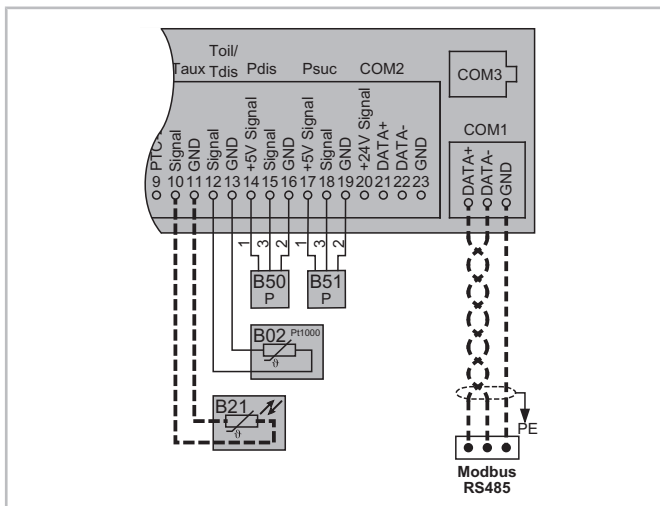 Toil/
Taux Tdis Pdis Psuc COM2
COM3
COM1
PTC-
Signal
GND
Signal
GND
+5V Signal
Signal
GND
+5V Signal
Signal
GND
+24V Signal
DATA+
DATA-
GND
9 10 11 12 13 14 15 16 17 18 19 20 21 22 23
DATA+
DATA-
GND
1 3 2 1 3 2
B50
P
B51
P
B02 Pt1000
ϑ
B21
ϑ
PE
Modbus
RS485